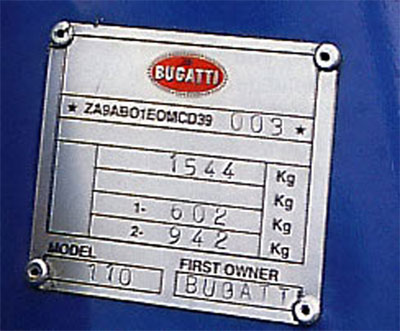 BUGATTI
★ ZA9AB01E0MCD39 003 ★
1544 Kg
Kg
1- 602 Kg
2- 942 Kg
MODEL FIRST OWNER
110 BUGATTI